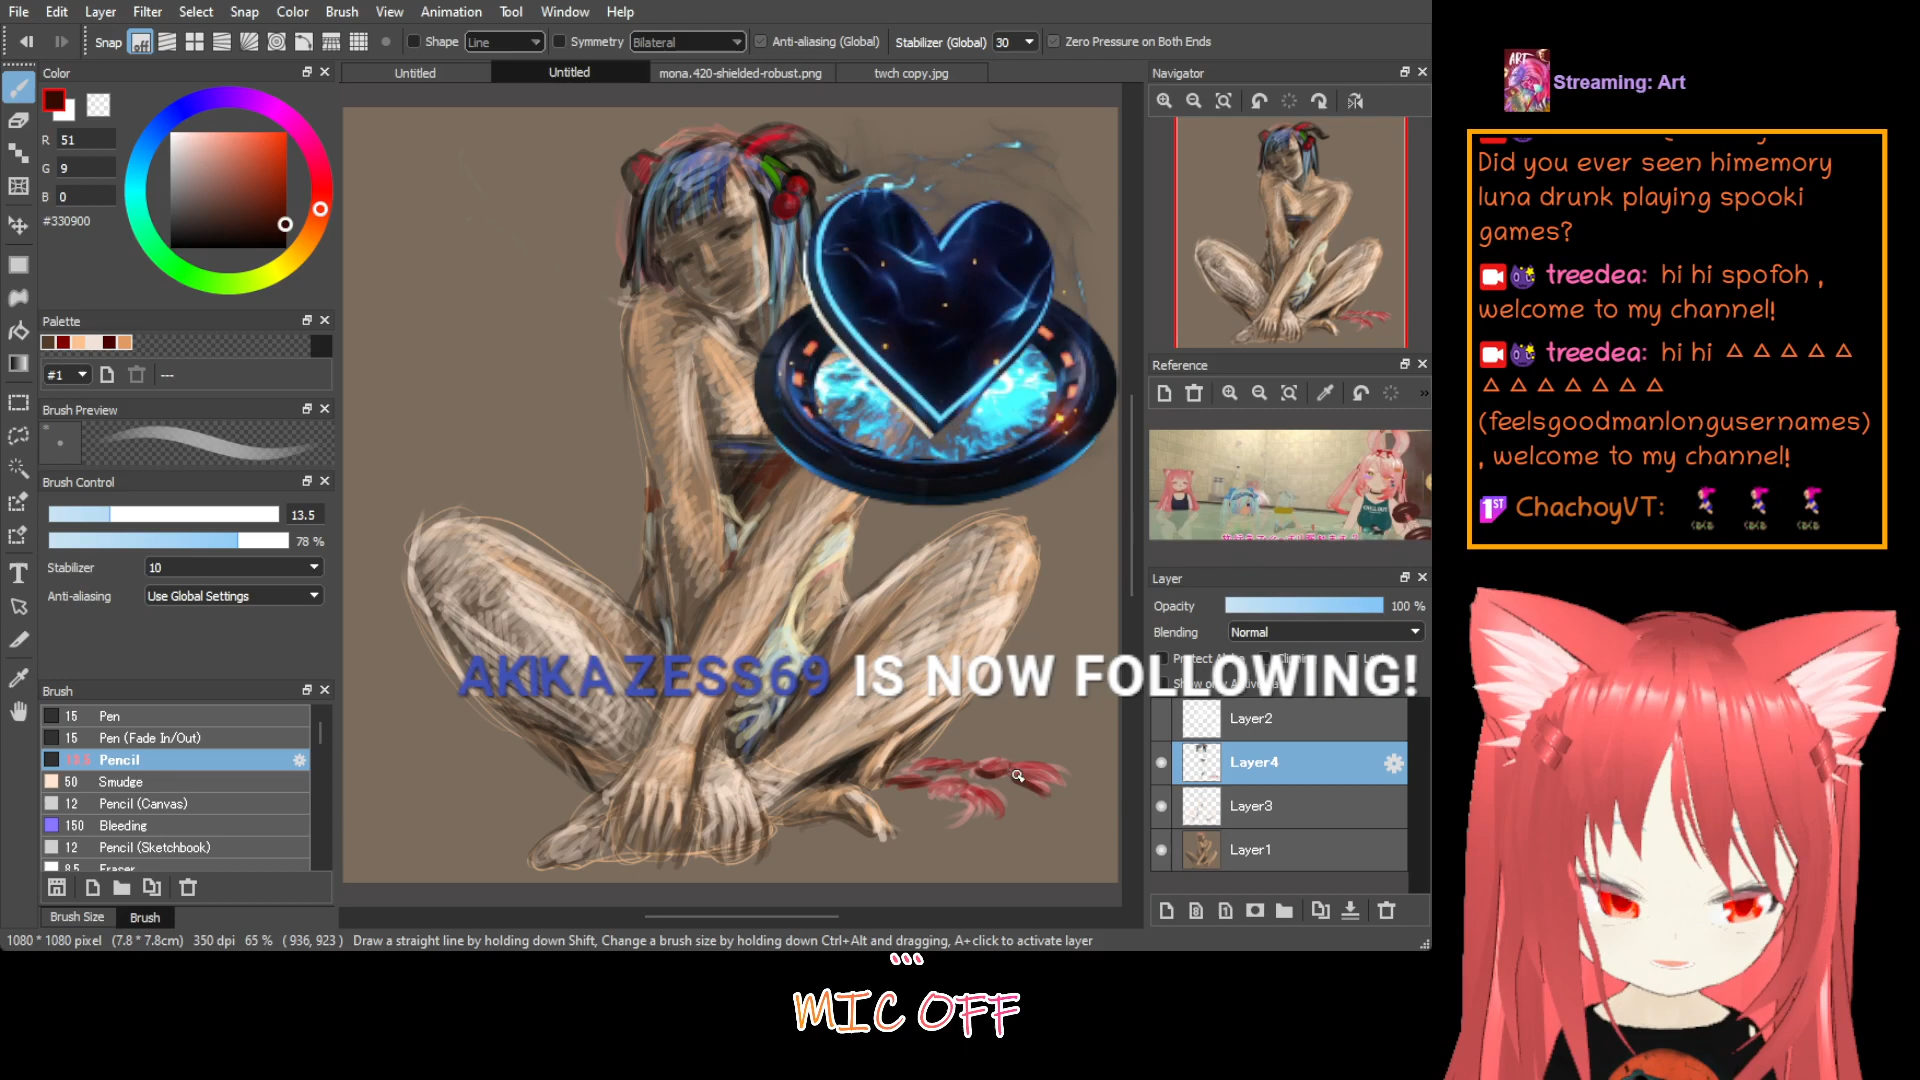 File Edit Layer Filter Select Snap Color Brush View Animation Tool Window Help
Snap off Shape Line Symmetry Bilateral Anti-aliasing (Global) Stabilizer (Global) 30 Zero Pressure on Both Ends
Color
R 51
G 9
B 0
#330900
Palette
#1 ---
Brush Preview
Brush Control
13.5
78 %
Stabilizer 10
Anti-aliasing Use Global Settings
Brush
15 Pen
15 Pen (Fade In/Out)
Pencil
50 Smudge
12 Pencil (Canvas)
150 Bleeding
12 Pencil (Sketchbook)
8.5 Eraser
Brush Size Brush
Untitled Untitled mona.420-shielded-robust.png twch copy.jpg
AKIKAZESS69 IS NOW FOLLOWING!
Navigator
Reference
Layer
Opacity 100 %
Blending Normal
Layer2
Layer4
Layer3
Layer1
1080 * 1080 pixel (7.8 * 7.8cm) 350 dpi 65 % ( 936, 923 ) Draw a straight line by holding down Shift, Change a brush size by holding down Ctrl+Alt and dragging, A+click to activate layer
MIC OFF
ART
Streaming: Art
Did you ever seen himemory
luna drunk playing spooki
games?
treedea: hi hi spofoh ,
welcome to my channel!
treedea: hi hi △ △ △ △ △
△ △ △ △ △ △ △
(feelsgoodmanlongusernames)
, welcome to my channel!
1ST ChachoyVT: